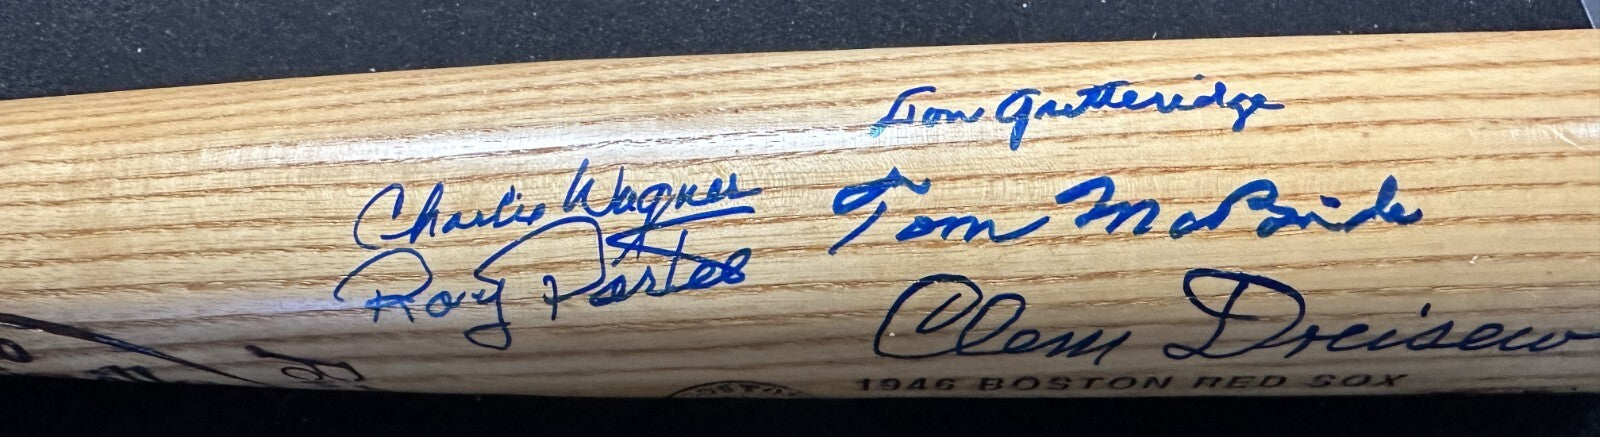 Don Gutteridge
Charlie Wagner
Tom McBride
Roy Partee
Clem Dreisew
1946 BOSTON RED SOX